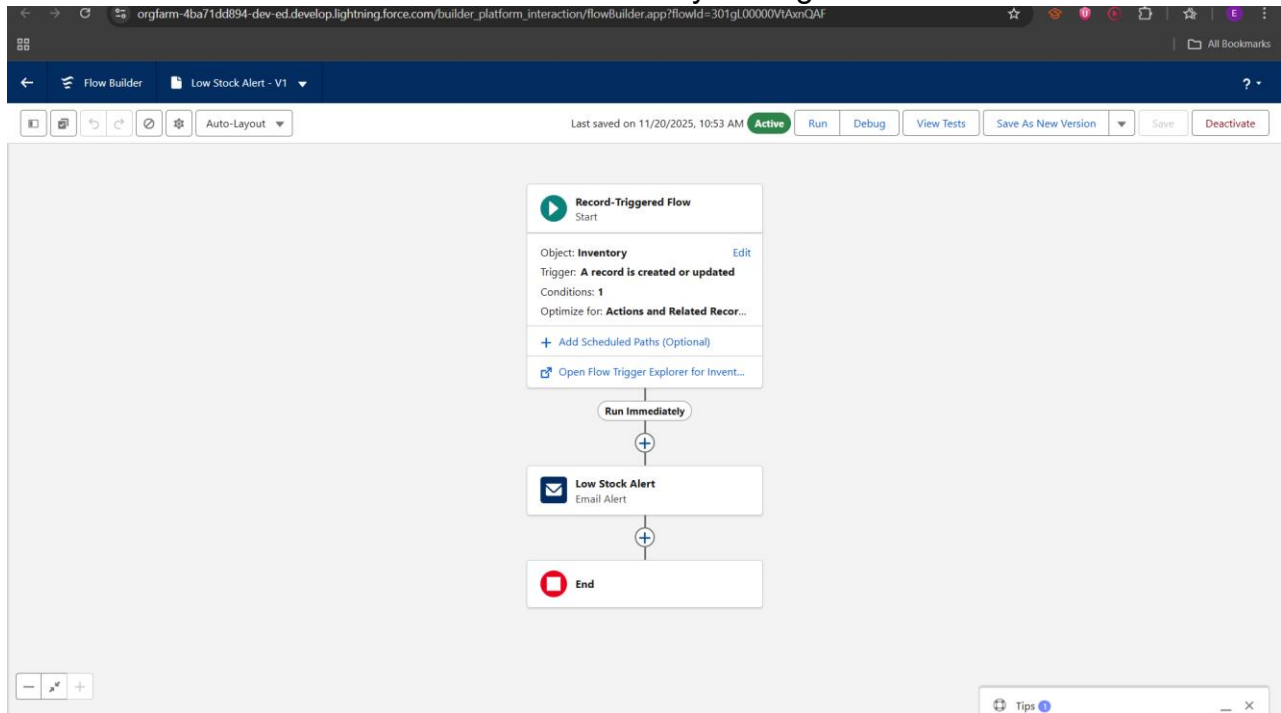 orgfarm-4ba71dd894-dev-ed.develop.lightning.force.com/builder_platform_interaction/flowBuilder.app?flowId=301gL00000VtAxnQAF
E
All Bookmarks
Flow Builder Low Stock Alert - V1 ?
Auto-Layout Last saved on 11/20/2025, 10:53 AM Active Run Debug View Tests Save As New Version Save Deactivate
Record-Triggered Flow
Start
Object: Inventory Edit
Trigger: A record is created or updated
Conditions: 1
Optimize for: Actions and Related Recor...
+ Add Scheduled Paths (Optional)
Open Flow Trigger Explorer for Invent...
Run Immediately
Low Stock Alert
Email Alert
End
Tips 1